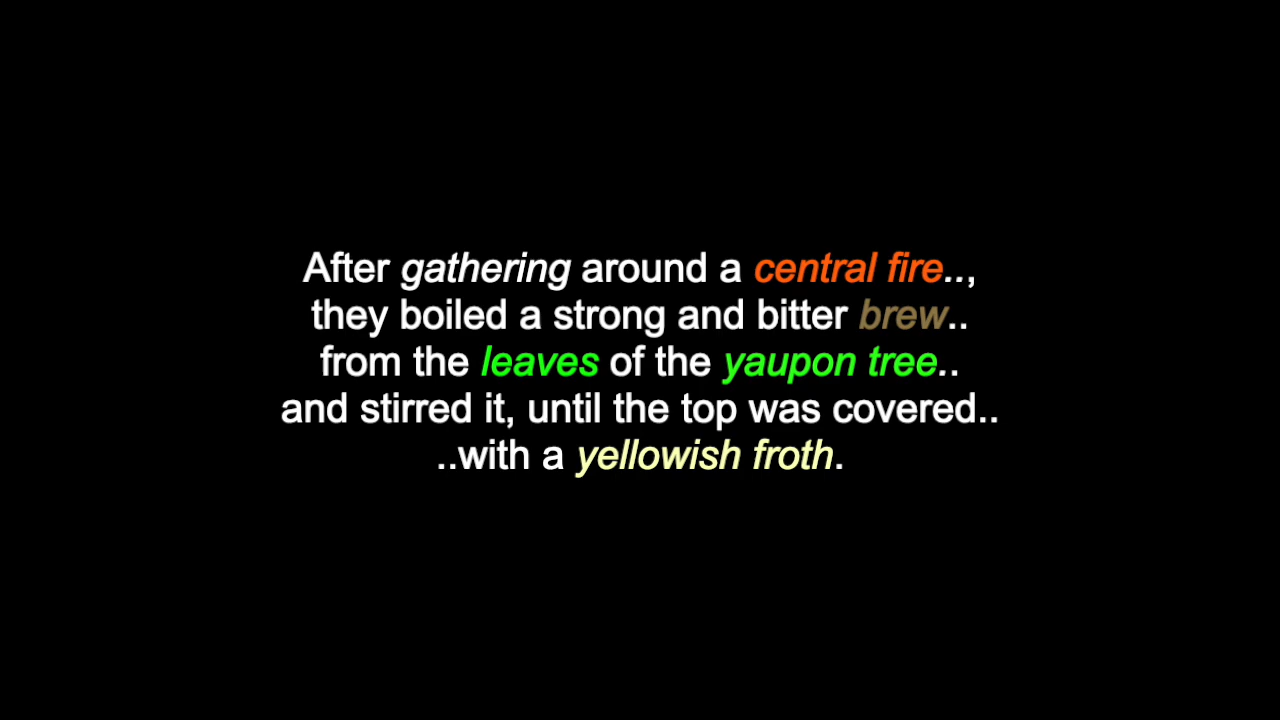 After gathering around a central fire..,
they boiled a strong and bitter brew..
from the leaves of the yaupon tree..
and stirred it, until the top was covered..
..with a yellowish froth.